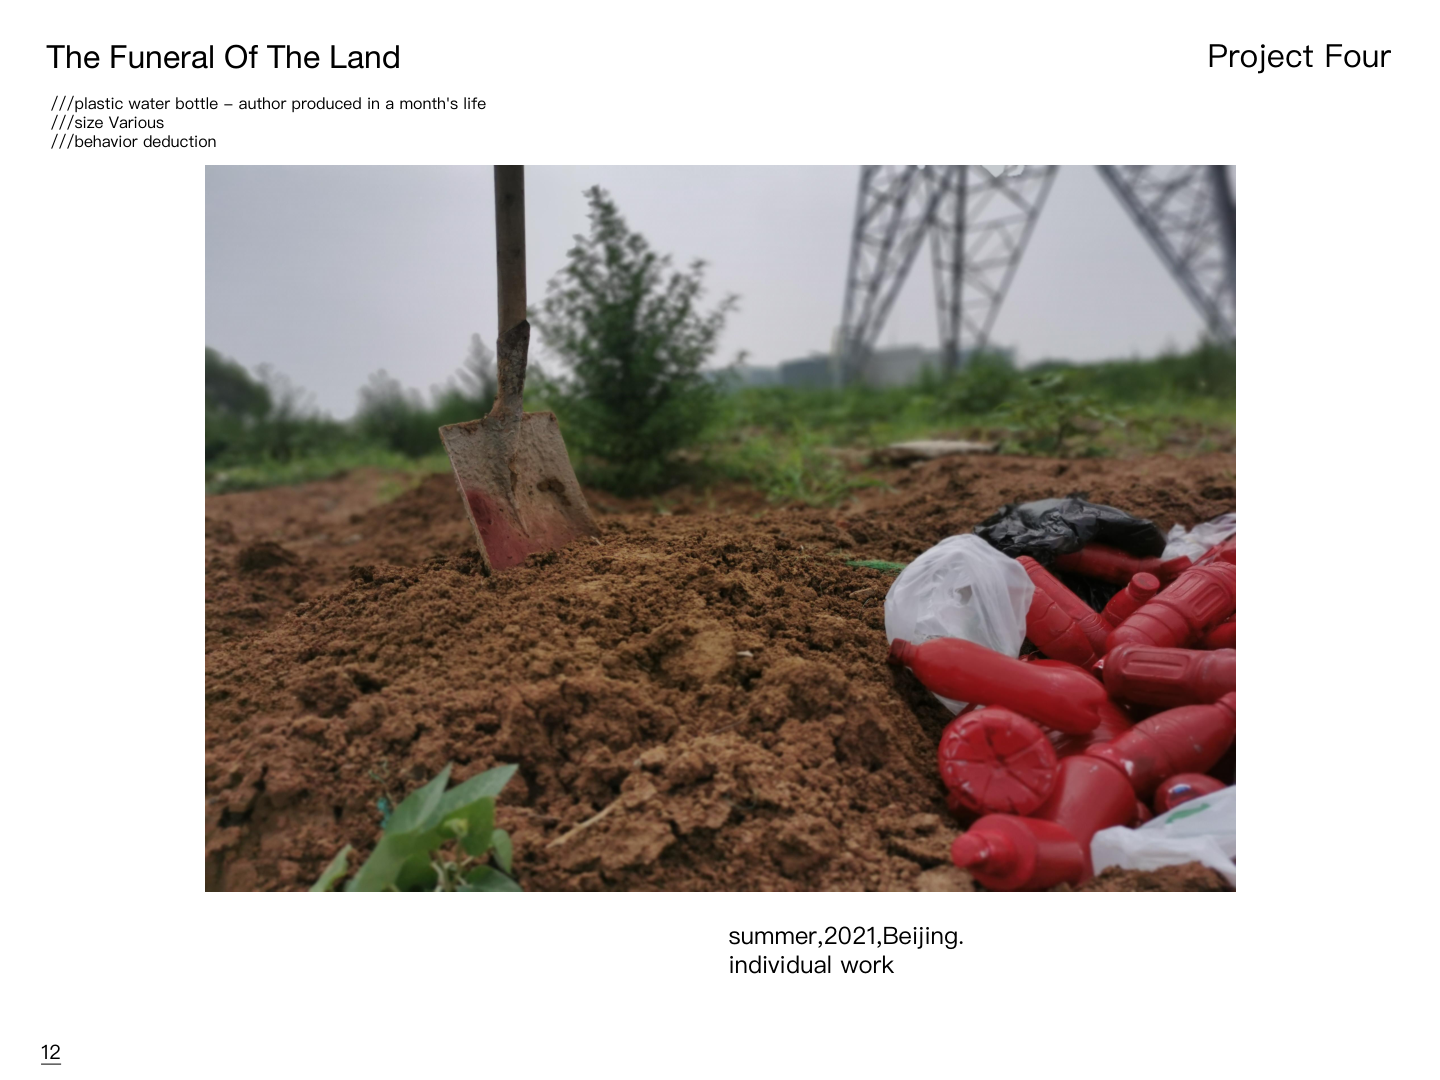 The Funeral Of The Land
Project Four
///plastic water bottle – author produced in a month's life
///size Various
///behavior deduction
summer,2021,Beijing.
individual work
12